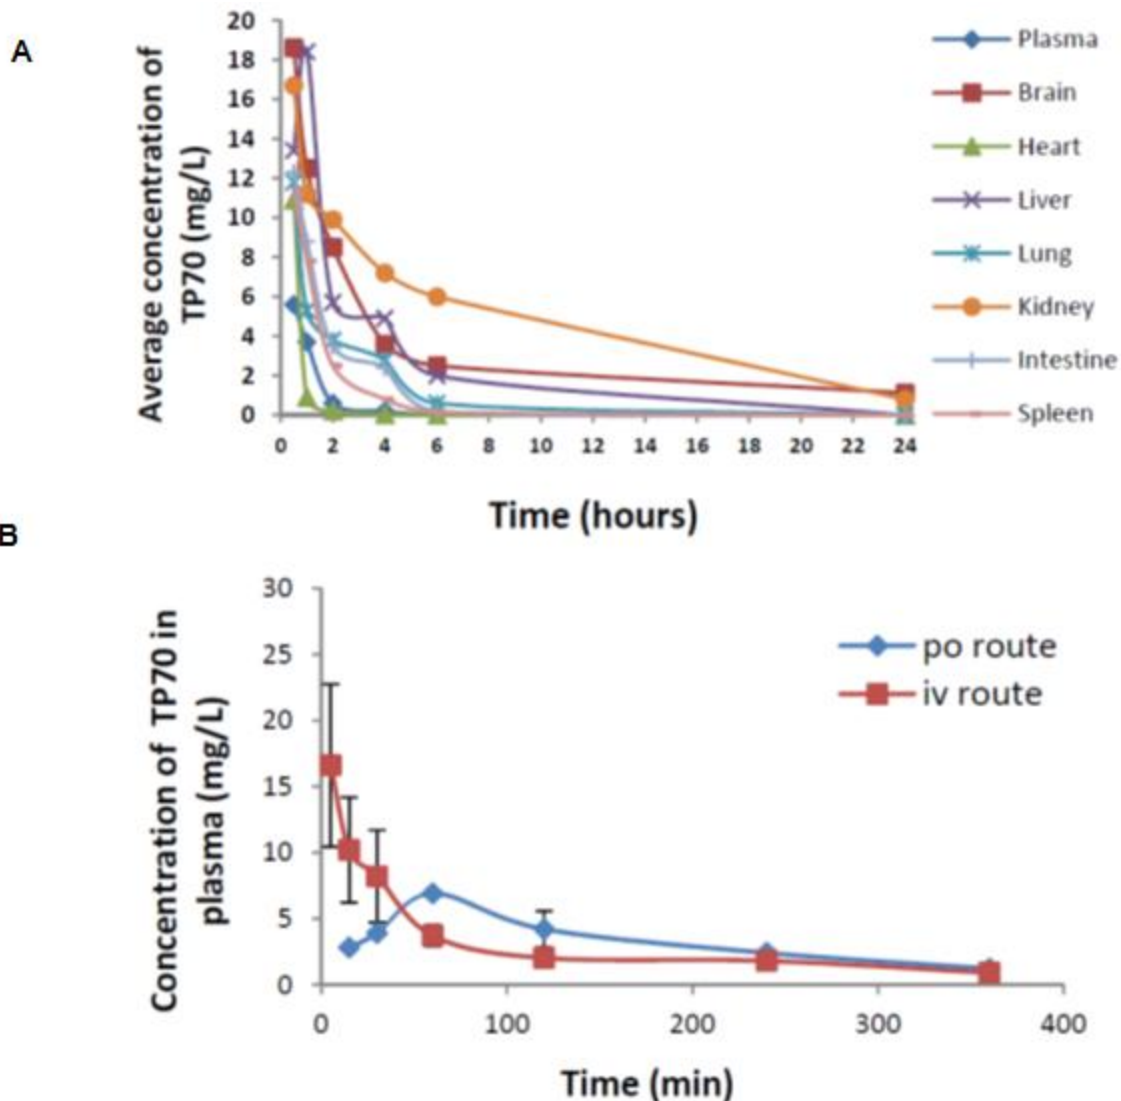 A
Average concentration of
TP70 (mg/L)
20
18
16
14
12
10
8
6
4
2
0
0 2 4 6 8 10 12 14 16 18 20 22 24
Time (hours)
Plasma
Brain
Heart
Liver
Lung
Kidney
Intestine
Spleen
B
Concentration of TP70 in
plasma (mg/L)
30
25
20
15
10
5
0
0 100 200 300 400
Time (min)
po route
iv route